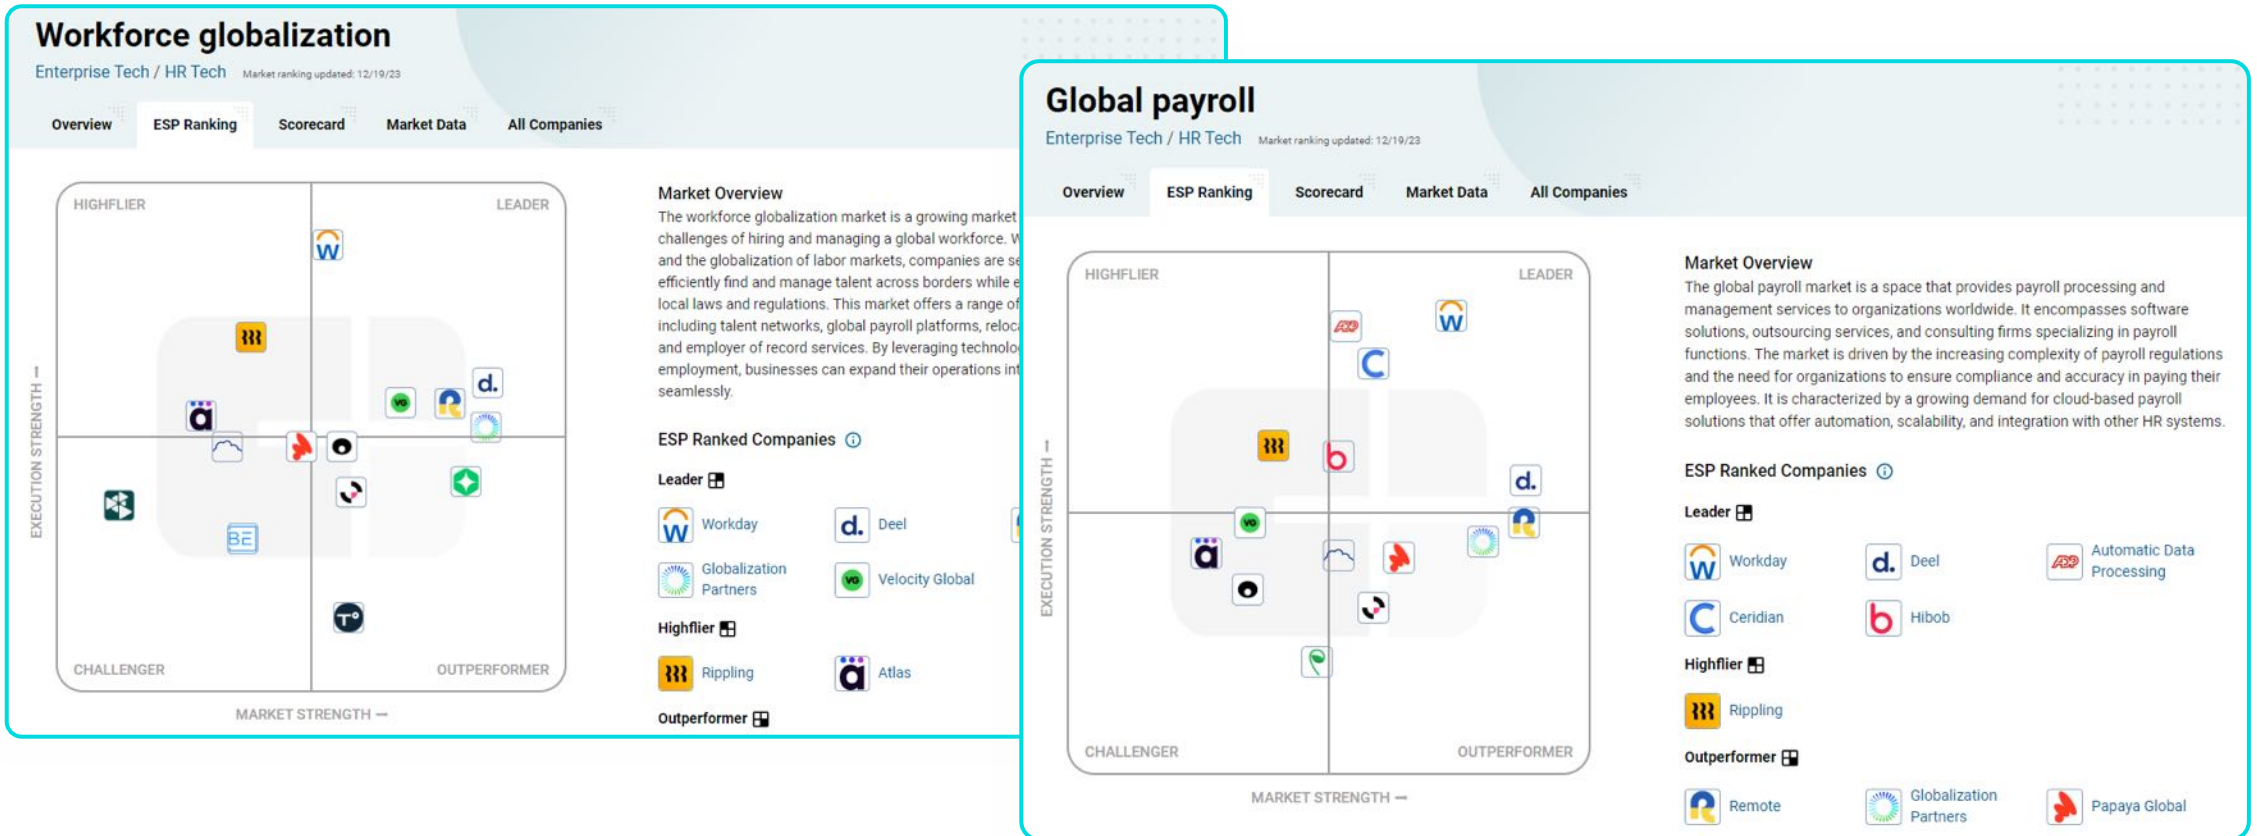 Workforce globalization
Enterprise Tech / HR Tech Market ranking updated: 12/19/23
Overview ESP Ranking Scorecard Market Data All Companies
HIGHFLIER LEADER
W
VG
d.
R
a
BE
T°
CHALLENGER OUTPERFORMER
EXECUTION STRENGTH
MARKET STRENGTH
Market Overview
The workforce globalization market is a growing market
challenges of hiring and managing a global workforce. W
and the globalization of labor markets, companies are se
efficiently find and manage talent across borders while e
local laws and regulations. This market offers a range of
including talent networks, global payroll platforms, reloca
and employer of record services. By leveraging technolo
employment, businesses can expand their operations int
seamlessly.
ESP Ranked Companies
Leader
W Workday d. Deel
Globalization
Partners
VG Velocity Global
Highflier
Rippling a Atlas
Outperformer
Global payroll
Enterprise Tech / HR Tech Market ranking updated: 12/19/23
Overview ESP Ranking Scorecard Market Data All Companies
HIGHFLIER LEADER
ADP
W
C
b
d.
VG
R
a
CHALLENGER OUTPERFORMER
EXECUTION STRENGTH
MARKET STRENGTH
Market Overview
The global payroll market is a space that provides payroll processing and
management services to organizations worldwide. It encompasses software
solutions, outsourcing services, and consulting firms specializing in payroll
functions. The market is driven by the increasing complexity of payroll regulations
and the need for organizations to ensure compliance and accuracy in paying their
employees. It is characterized by a growing demand for cloud-based payroll
solutions that offer automation, scalability, and integration with other HR systems.
ESP Ranked Companies
Leader
W Workday d. Deel ADP Automatic Data
Processing
C Ceridian b Hibob
Highflier
Rippling
Outperformer
R Remote Globalization
Partners
Papaya Global